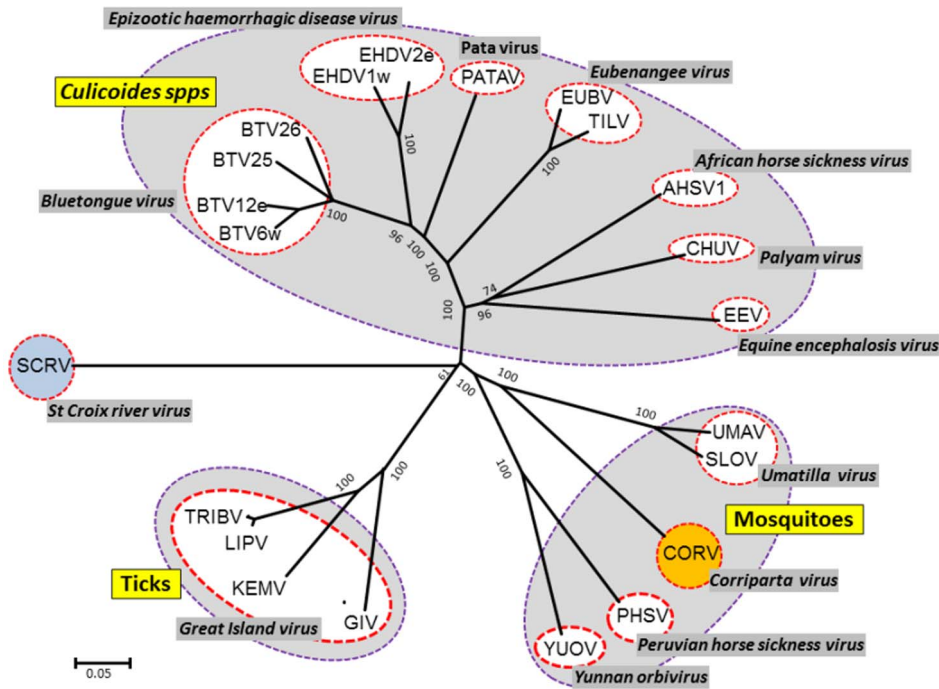 Epizootic haemorrhagic disease virus
EHDV2e
EHDV1w
Pata virus
PATAV
Eubenangee virus
EUBV
TILV
Culicoides spps
BTV26
BTV25
BTV12e
BTV6w
Bluetongue virus
100
100
100
96
100
100
100
African horse sickness virus
AHSV1
CHUV
Palyam virus
74
96
EEV
Equine encephalosis virus
SCRV
St Croix river virus
61
100
100
100
UMAV
SLOV
Umatilla virus
Mosquitoes
CORV
Corriparta virus
100
PHSV
Peruvian horse sickness virus
YUOV
Yunnan orbivirus
100
100
TRIBV
LIPV
KEMV
GIV
Ticks
Great Island virus
0.05